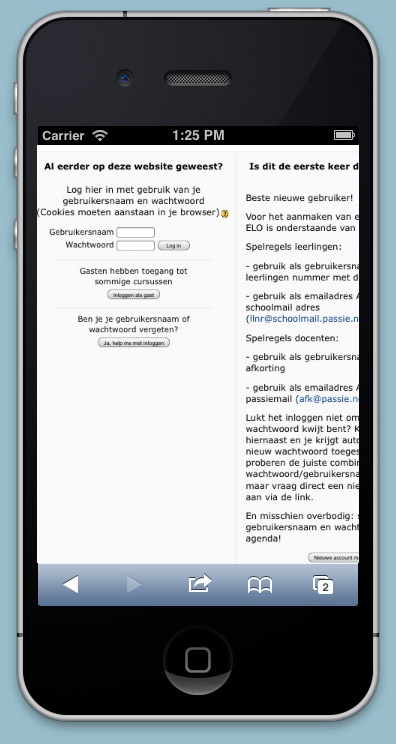 Carrier 1:25 PM
Al eerder op deze website geweest?
Log hier in met gebruik van je
gebruikersnaam en wachtwoord
(Cookies moeten aanstaan in je browser)
Gebruikersnaam
Wachtwoord Log in
Gasten hebben toegang tot
sommige cursussen
Inloggen als gast
Ben je je gebruikersnaam of
wachtwoord vergeten?
Ja, help me met inloggen
Is dit de eerste keer d
Beste nieuwe gebruiker!
Voor het aanmaken van e
ELO is onderstaande van
Spelregels leerlingen:
- gebruik als gebruikersna
leerlingen nummer met d
- gebruik als emailadres A
schoolmail adres
(llnr@schoolmail.passie.n
Spelregels docenten:
- gebruik als gebruikersna
afkorting
- gebruik als emailadres A
passiemail (afk@passie.n
Lukt het inloggen niet om
wachtwoord kwijt bent? K
hiernaast en je krijgt auto
nieuw wachtwoord toeges
proberen de juiste combin
wachtwoord/gebruikersna
maar vraag direct een nie
aan via de link.
En misschien overbodig: s
gebruikersnaam en wacht
agenda!
Nieuwe account m
2